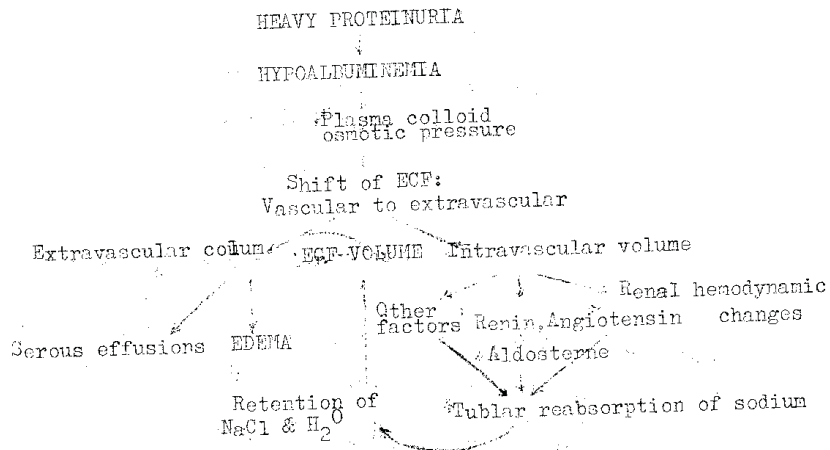 HEAVY PROTEINURIA
HYPOALBUMINEMIA
Plasma colloid
osmotic pressure
Shift of ECF:
Vascular to extravascular
Extravascular colum
ECF-VOLUME
Intravascular volume
Other
factors
Renin, Angiotensin
Aldosterne
Renal hemodynamic
changes
Serous effusions
EDEMA
Retention of
NaCl & H2O
Tublar reabsorption of sodium